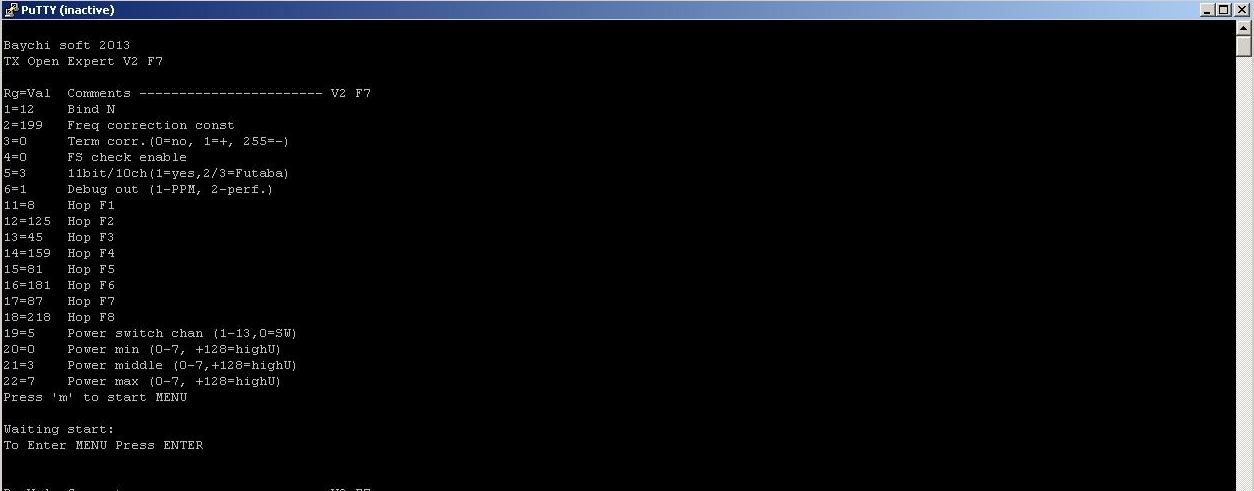 PuTTY (inactive)
Baychi soft 2013
TX Open Expert V2 F7
Rg=Val  Comments ----------------------- V2 F7
1=12    Bind N
2=199   Freq correction const
3=0     Term corr.(0=no, 1=+, 255=-)
4=0     FS check enable
5=3     11bit/10ch(1=yes,2/3=Futaba)
6=1     Debug out (1-PPM, 2-perf.)
11=8    Hop F1
12=125  Hop F2
13=45   Hop F3
14=159  Hop F4
15=81   Hop F5
16=181  Hop F6
17=87   Hop F7
18=218  Hop F8
19=5    Power switch chan (1-13,0=SW)
20=0    Power min (0-7, +128=highU)
21=3    Power middle (0-7,+128=highU)
22=7    Power max (0-7, +128=highU)
Press 'm' to start MENU
Waiting start:
To Enter MENU Press ENTER